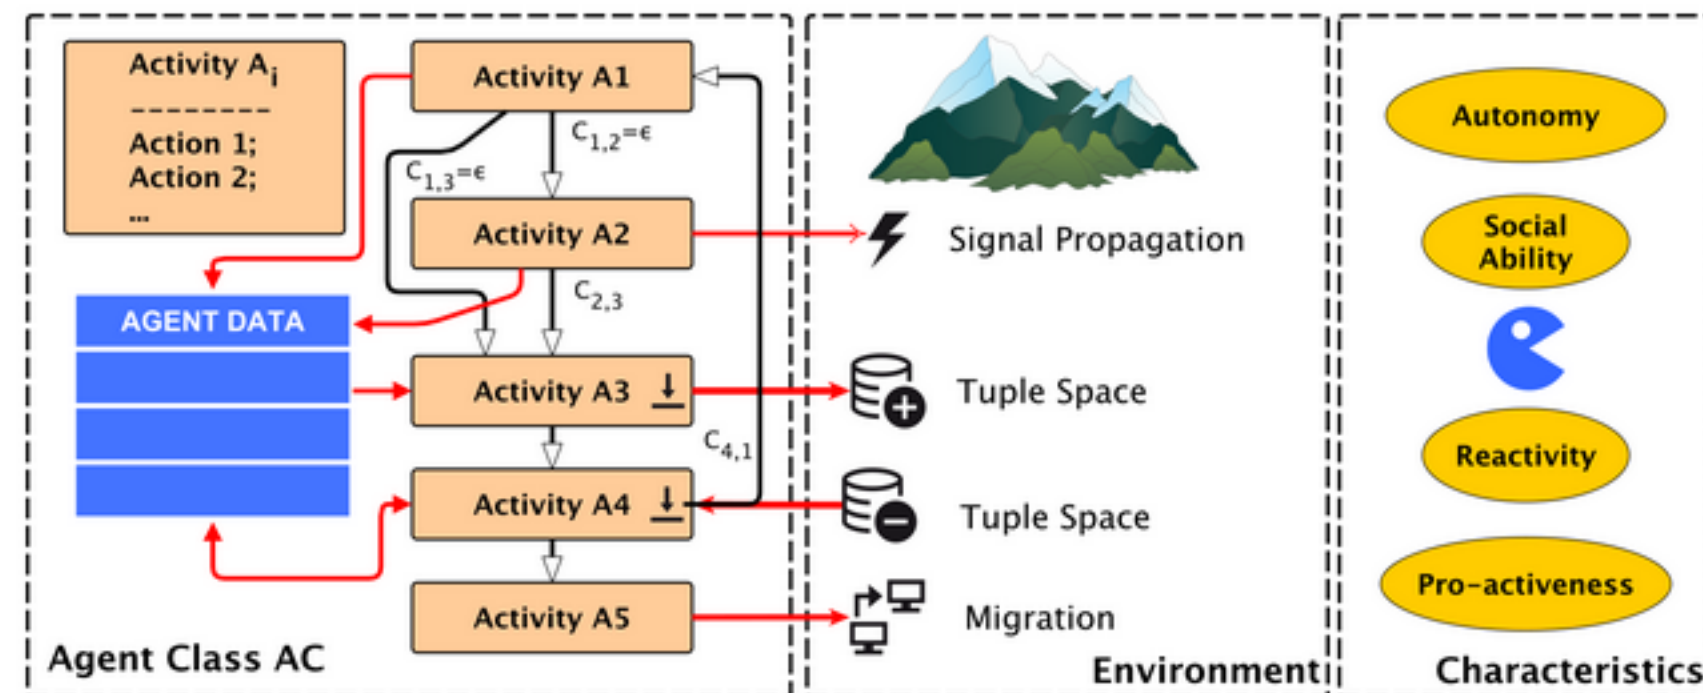 Activity Ai
--------
Action 1;
Action 2;
...
Activity A1
C1,2=ϵ
C1,3=ϵ
Activity A2
C2,3
AGENT DATA
Activity A3
C4,1
Activity A4
Activity A5
Agent Class AC
Signal Propagation
Tuple Space
Tuple Space
Migration
Environment
Autonomy
Social
Ability
Reactivity
Pro-activeness
Characteristics